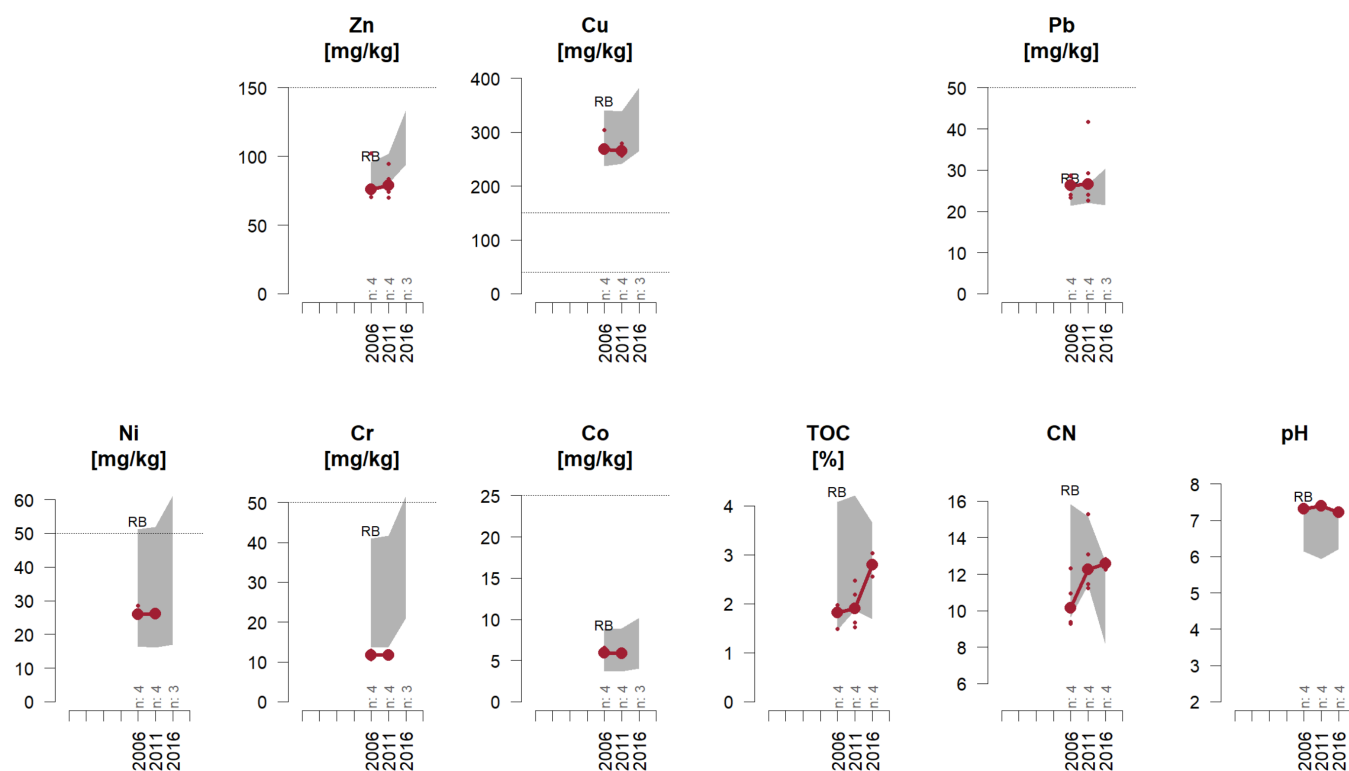 Zn
[mg/kg]
150
100
50
0
RB
n: 4
n: 4
n: 3
2006
2011
2016
Cu
[mg/kg]
400
300
200
100
0
RB
n: 4
n: 4
n: 3
2006
2011
2016
Pb
[mg/kg]
50
40
30
20
10
0
RB
n: 4
n: 4
n: 3
2006
2011
2016
Ni
[mg/kg]
60
50
40
30
20
10
0
RB
n: 4
n: 4
n: 3
2006
2011
2016
Cr
[mg/kg]
50
40
30
20
10
0
RB
n: 4
n: 4
n: 3
2006
2011
2016
Co
[mg/kg]
25
20
15
10
5
0
RB
n: 4
n: 4
n: 3
2006
2011
2016
TOC
[%]
4
3
2
1
0
RB
n: 4
n: 4
n: 4
2006
2011
2016
CN
16
14
12
10
8
6
RB
n: 4
n: 4
n: 4
2006
2011
2016
pH
8
7
6
5
4
3
2
RB
n: 4
n: 4
n: 4
2006
2011
2016